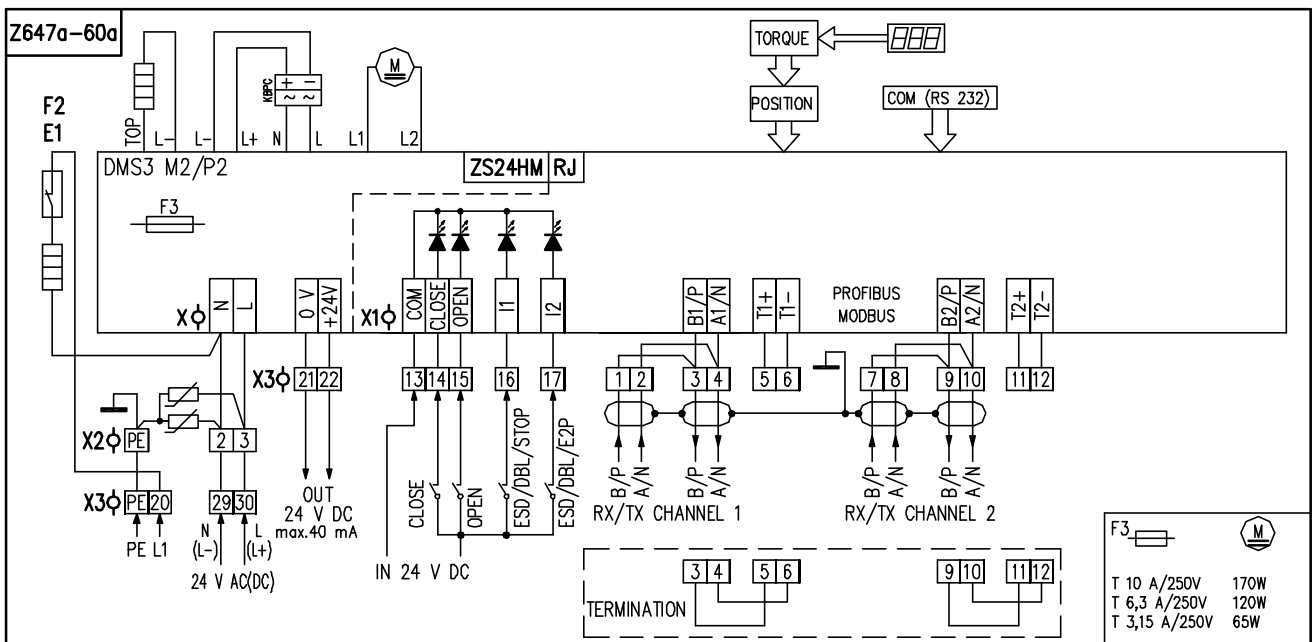 Z647a-60a
TORQUE
POSITION
COM (RS 232)
KBPC
+ −
~ ~
M
F2
E1
TOP L- L- L+ N L L1 L2
DMS3 M2/P2
ZS24HM RJ
F3
X N L
0 V +24V
X1 COM CLOSE OPEN I1 I2
B1/P A1/N T1+ T1-
PROFIBUS
MODBUS
B2/P A2/N T2+ T2-
X3 21 22
13 14 15 16 17
1 2 3 4 5 6
7 8 9 10 11 12
X2 PE 2 3
X3 PE 20 29 30
PE L1
N
(L-)
L
(L+)
24 V AC(DC)
OUT
24 V DC
max.40 mA
CLOSE
OPEN
ESD/DBL/STOP
ESD/DBL/E2P
IN 24 V DC
B/P A/N B/P A/N
RX/TX CHANNEL 1
B/P A/N B/P A/N
RX/TX CHANNEL 2
TERMINATION
3 4 5 6
9 10 11 12
F3 M
T 10 A/250V 170W
T 6,3 A/250V 120W
T 3,15 A/250V 65W